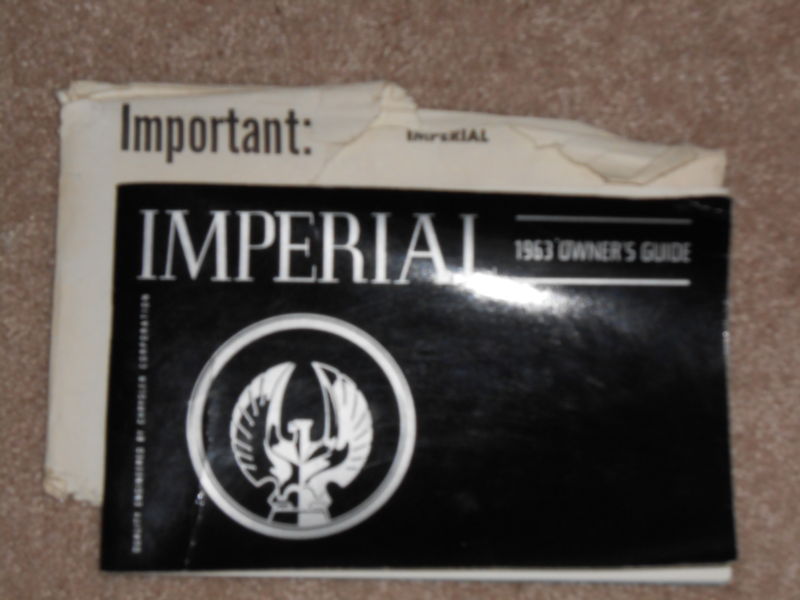 Important:
IMPERIAL
IMPERIAL
1963 OWNER'S GUIDE
QUALITY ENGINEERED BY CHRYSLER CORPORATION